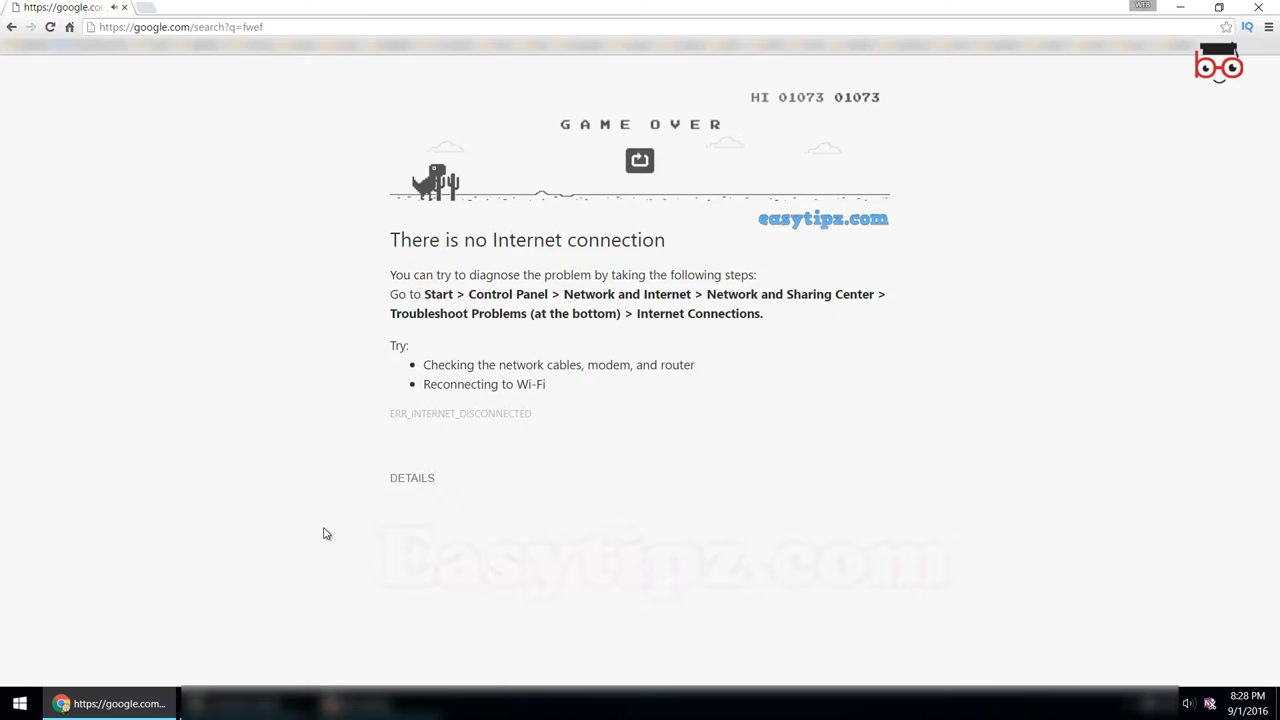 https://google.com
WEB
https://google.com/search?q=fwef
IQ
HI 01073 01073
GAME OVER
easytipz.com
There is no Internet connection
You can try to diagnose the problem by taking the following steps:
Go to Start > Control Panel > Network and Internet > Network and Sharing Center >
Troubleshoot Problems (at the bottom) > Internet Connections.
Try:
Checking the network cables, modem, and router
Reconnecting to Wi-Fi
ERR_INTERNET_DISCONNECTED
DETAILS
Easytipz.com
https://google.com...
8:28 PM
9/1/2016